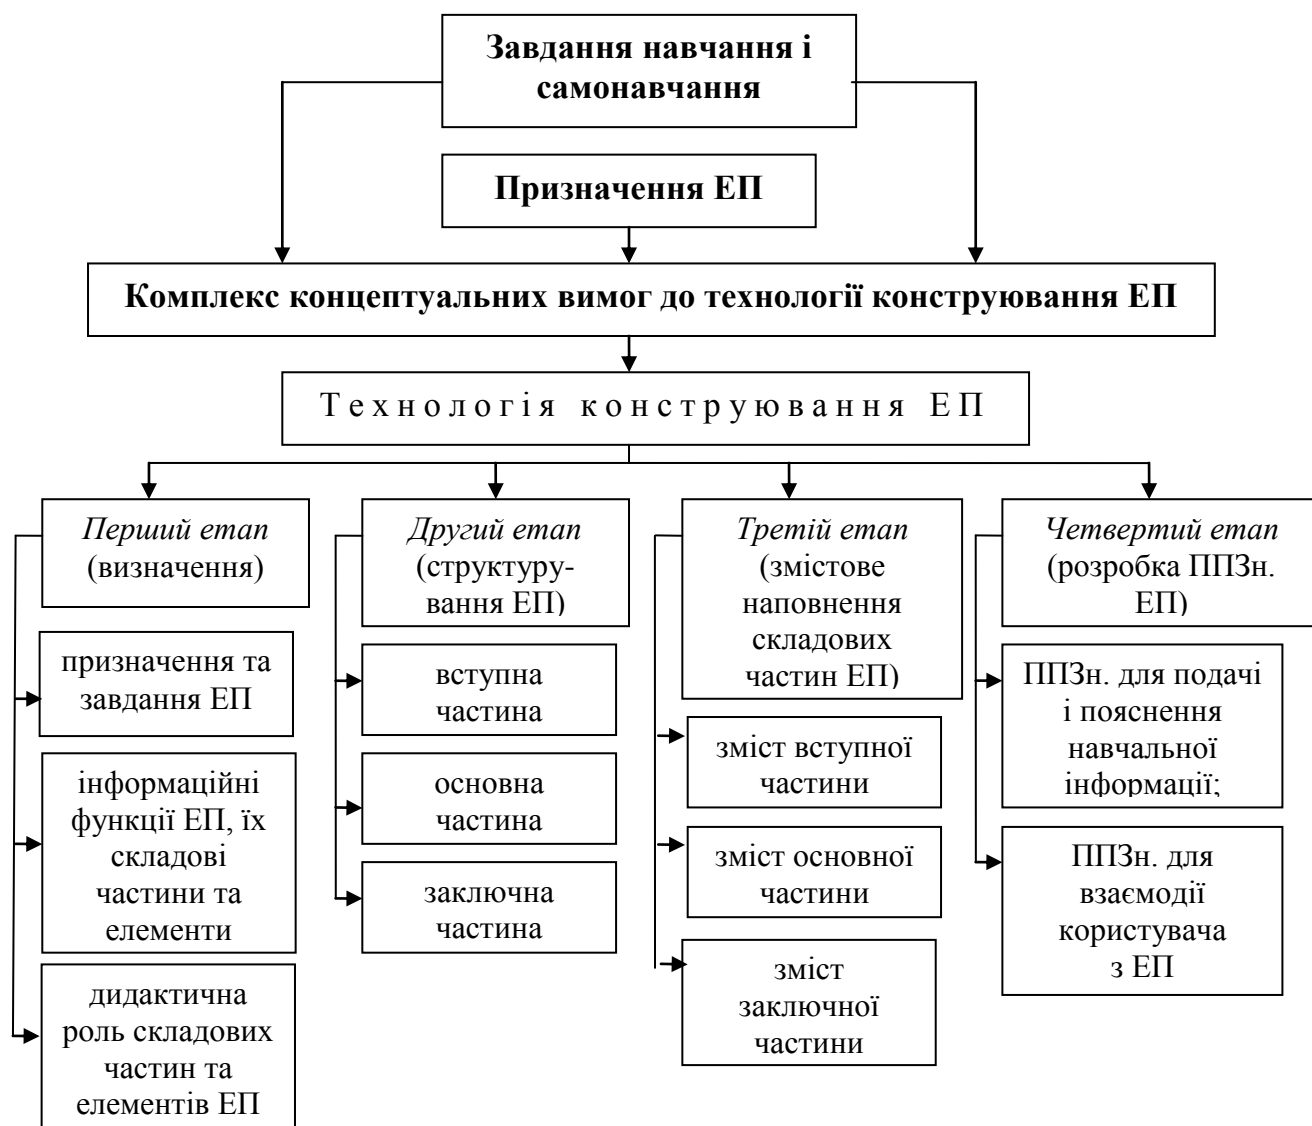 Завдання навчання і
самонавчання
Призначення ЕП
Комплекс концептуальних вимог до технології конструювання ЕП
Технологія конструювання ЕП
Перший етап
(визначення)
призначення та
завдання ЕП
інформаційні
функції ЕП, їх
складові
частини та
елементи
дидактична
роль складових
частин та
елементів ЕП
Другий етап
(структуру-
вання ЕП)
вступна
частина
основна
частина
заключна
частина
Третій етап
(змістове
наповнення
складових
частин ЕП)
зміст вступної
частини
зміст основної
частини
зміст
заключної
частини
Четвертий етап
(розробка ППЗн.
ЕП)
ППЗн. для подачі
і пояснення
навчальної
інформації;
ППЗн. для
взаємодії
користувача
з ЕП